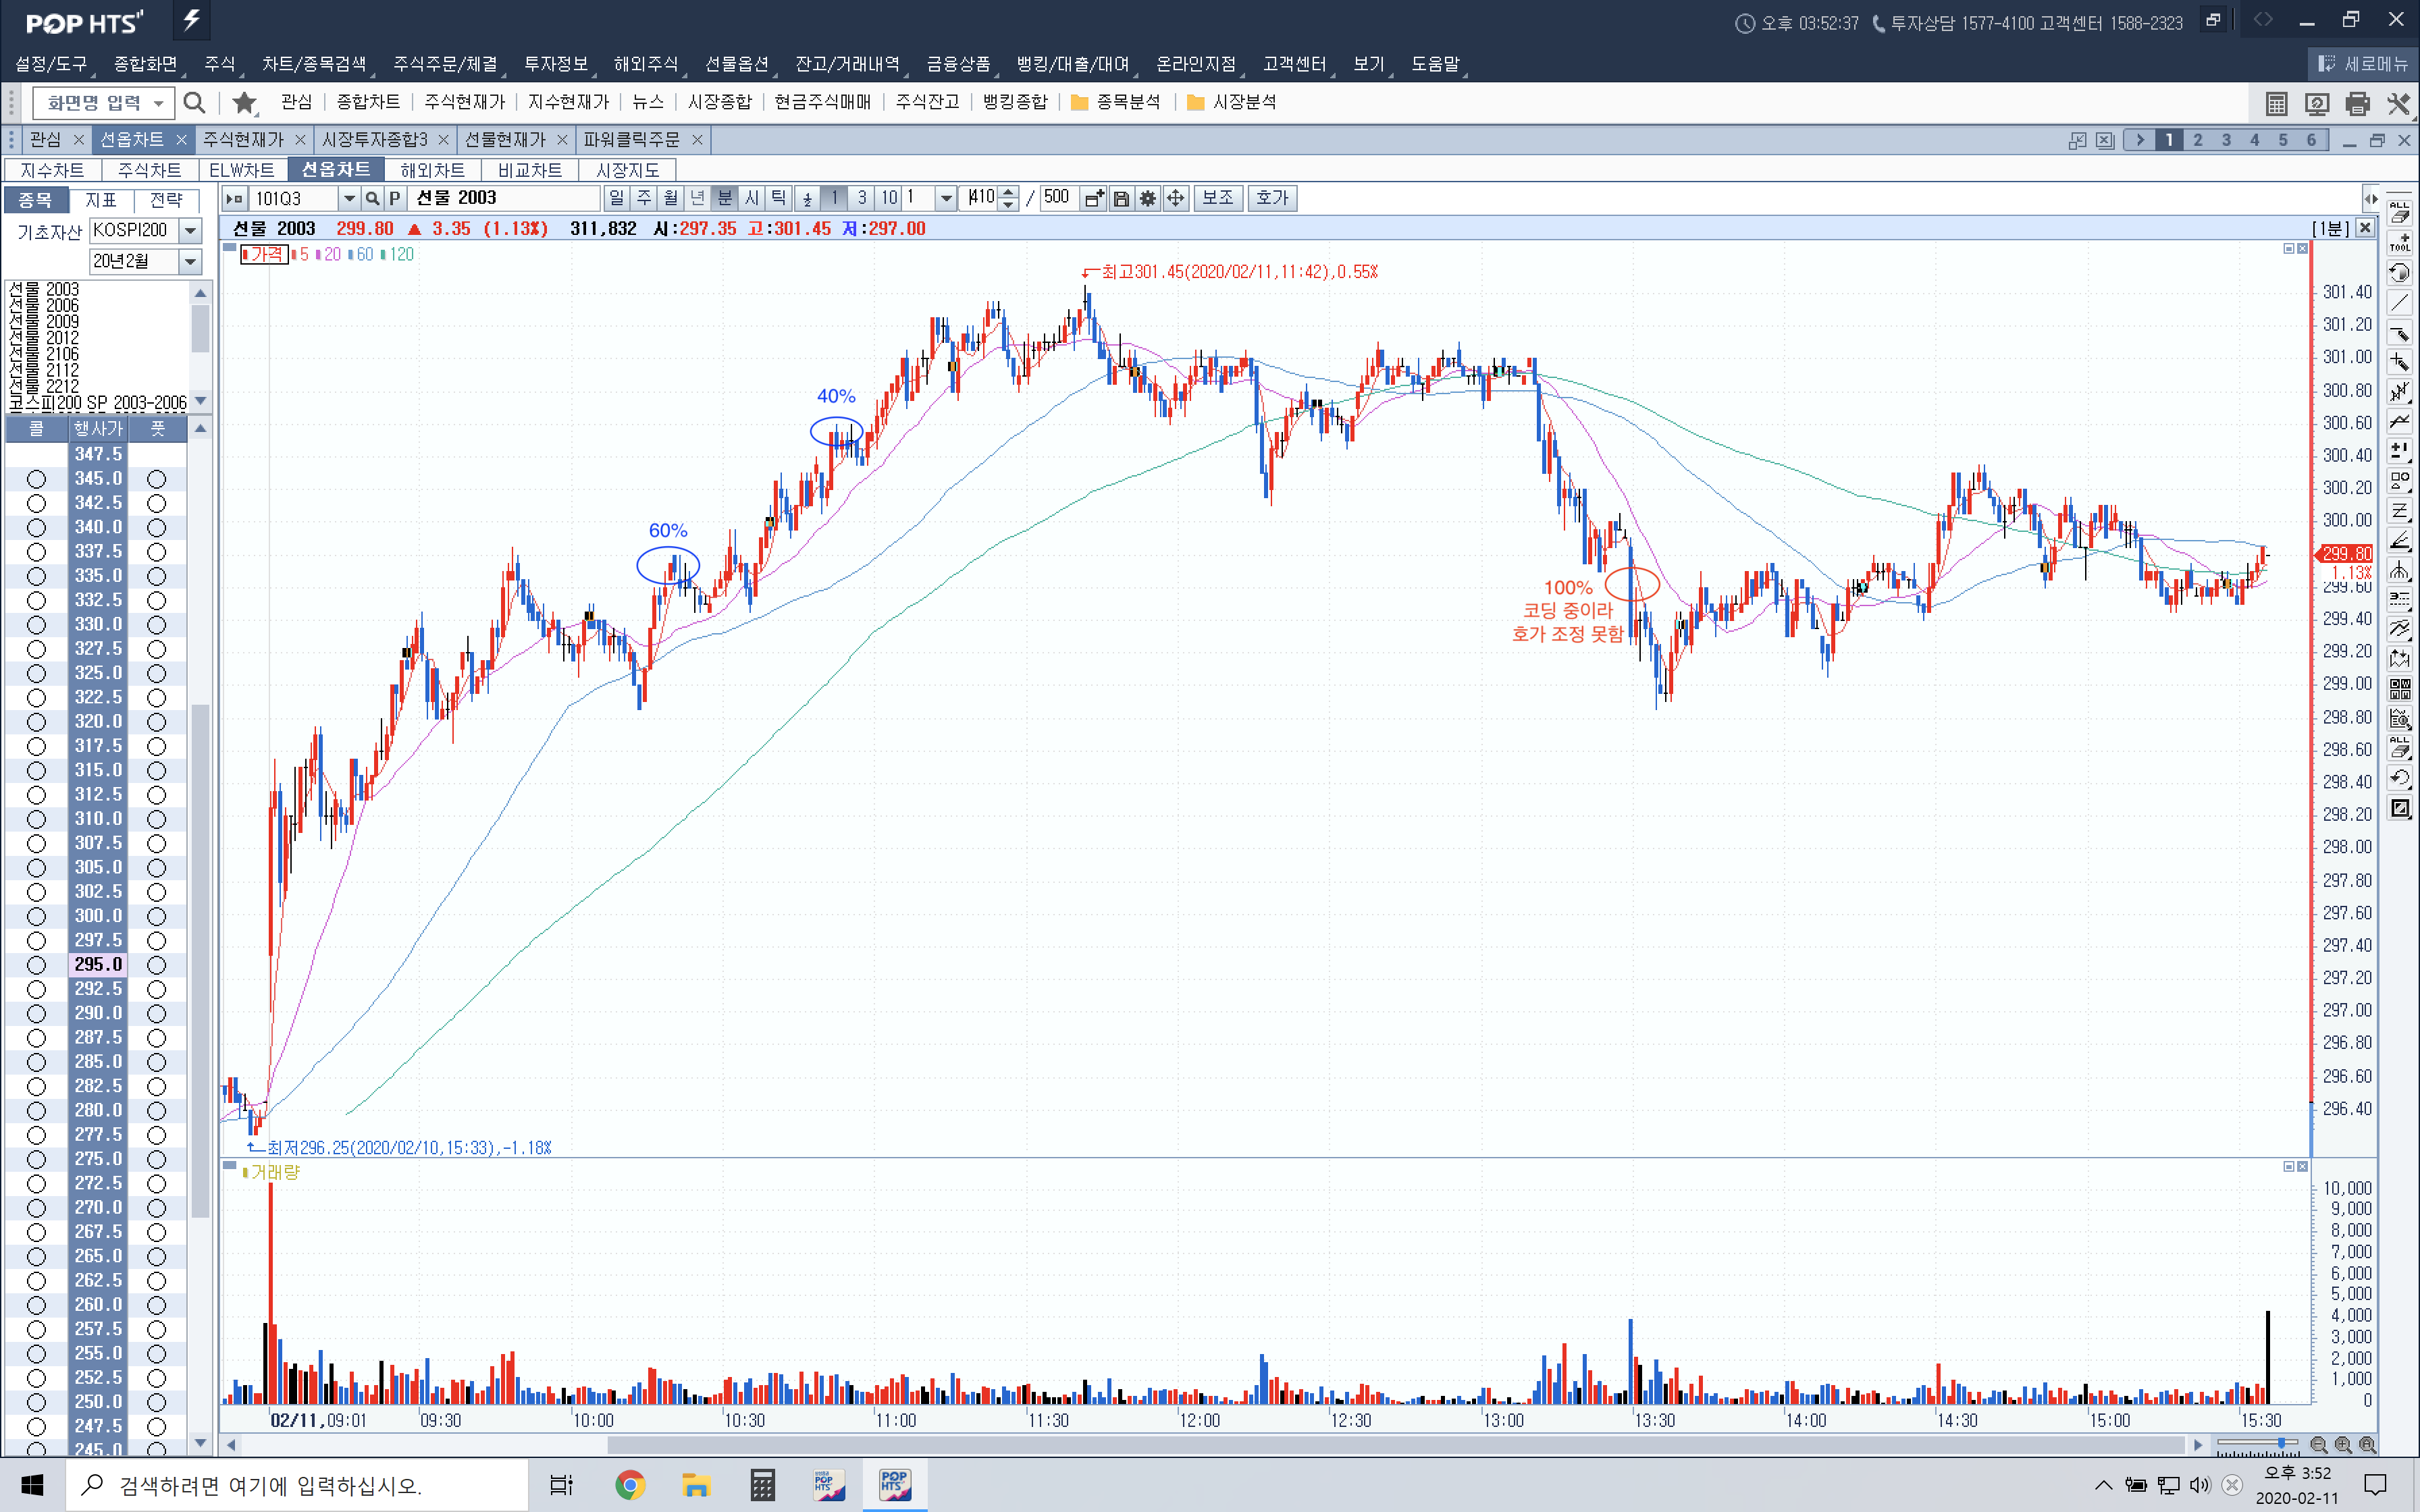 POP HTS
오후 03:52:37 투자상담 1577-4100 고객센터 1588-2323
설정/도구 종합화면 주식 차트/종목검색 주식주문/체결 투자정보 해외주식 선물옵션 잔고/거래내역 금융상품 뱅킹/대출/대여 온라인지점 고객센터 보기 도움말 세로메뉴
화면명 입력 관심 종합차트 주식현재가 지수현재가 뉴스 시장종합 현금주식매매 주식잔고 뱅킹종합 종목분석 시장분석
관심 선옵차트 주식현재가 시장투자종합3 선물현재가 파워클릭주문 1 2 3 4 5 6
지수차트 주식차트 ELW차트 선옵차트 해외차트 비교차트 시장지도
종목 지표 전략
101Q3 P 선물 2003 일 주 월 년 분 시 틱 1 3 10 1 410 / 500 보조 호가
기초자산 KOSPI200
20년2월
선물 2003 299.80 ▲ 3.35 (1.13%) 311,832 시:297.35 고:301.45 저:297.00 [1분]
가격 5 20 60 120
선물 2003
선물 2006
선물 2009
선물 2012
선물 2106
선물 2112
선물 2212
코스피200 SP 2003-2006
콜 행사가 풋
347.5
345.0
342.5
340.0
337.5
335.0
332.5
330.0
327.5
325.0
322.5
320.0
317.5
315.0
312.5
310.0
307.5
305.0
302.5
300.0
297.5
295.0
292.5
290.0
287.5
285.0
282.5
280.0
277.5
275.0
272.5
270.0
267.5
265.0
262.5
260.0
257.5
255.0
252.5
250.0
247.5
245.0
최고301.45(2020/02/11,11:42),0.55%
40%
60%
100%
코딩 중이라
호가 조정 못함
최저296.25(2020/02/10,15:33),-1.18%
301.40
301.20
301.00
300.80
300.60
300.40
300.20
300.00
299.80
1.13%
299.60
299.40
299.20
299.00
298.80
298.60
298.40
298.20
298.00
297.80
297.60
297.40
297.20
297.00
296.80
296.60
296.40
거래량
10,000
9,000
8,000
7,000
6,000
5,000
4,000
3,000
2,000
1,000
0
02/11,09:01 09:30 10:00 10:30 11:00 11:30 12:00 12:30 13:00 13:30 14:00 14:30 15:00 15:30
ALL
TOOL
ALL
검색하려면 여기에 입력하십시오.
POP HTS
POP HTS
오후 3:52
2020-02-11